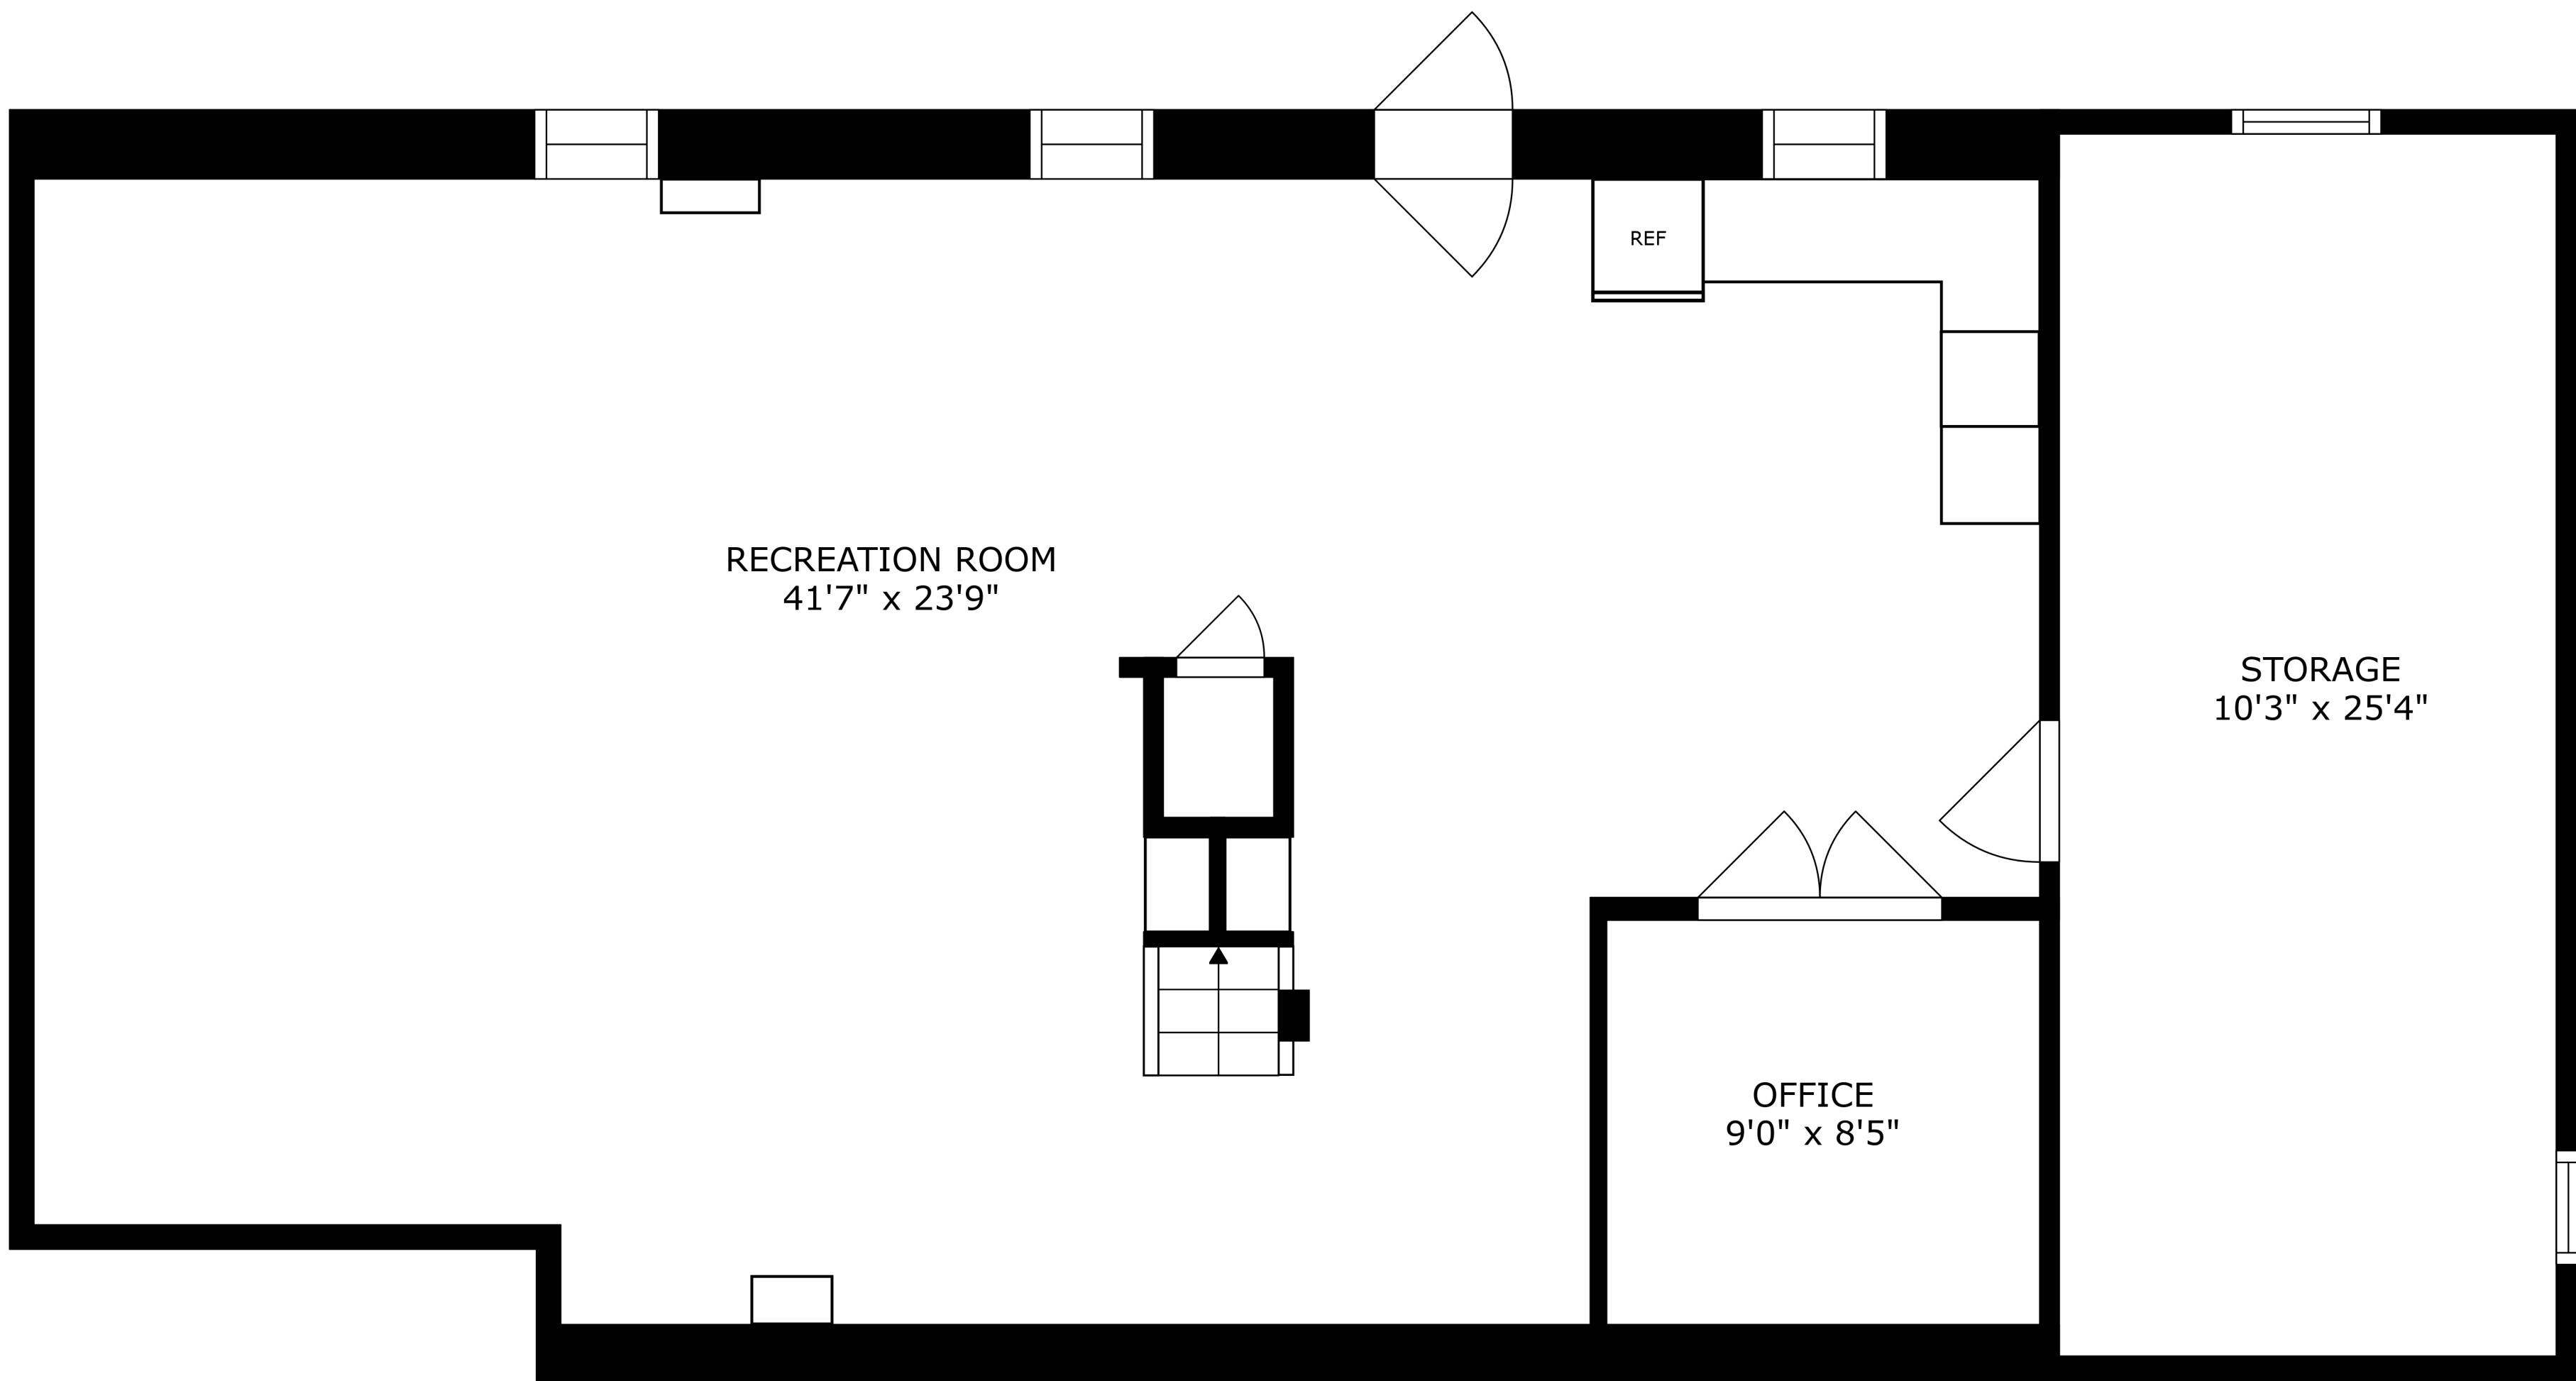 REF
RECREATION ROOM
41'7" x 23'9"
STORAGE
10'3" x 25'4"
OFFICE
9'0" x 8'5"